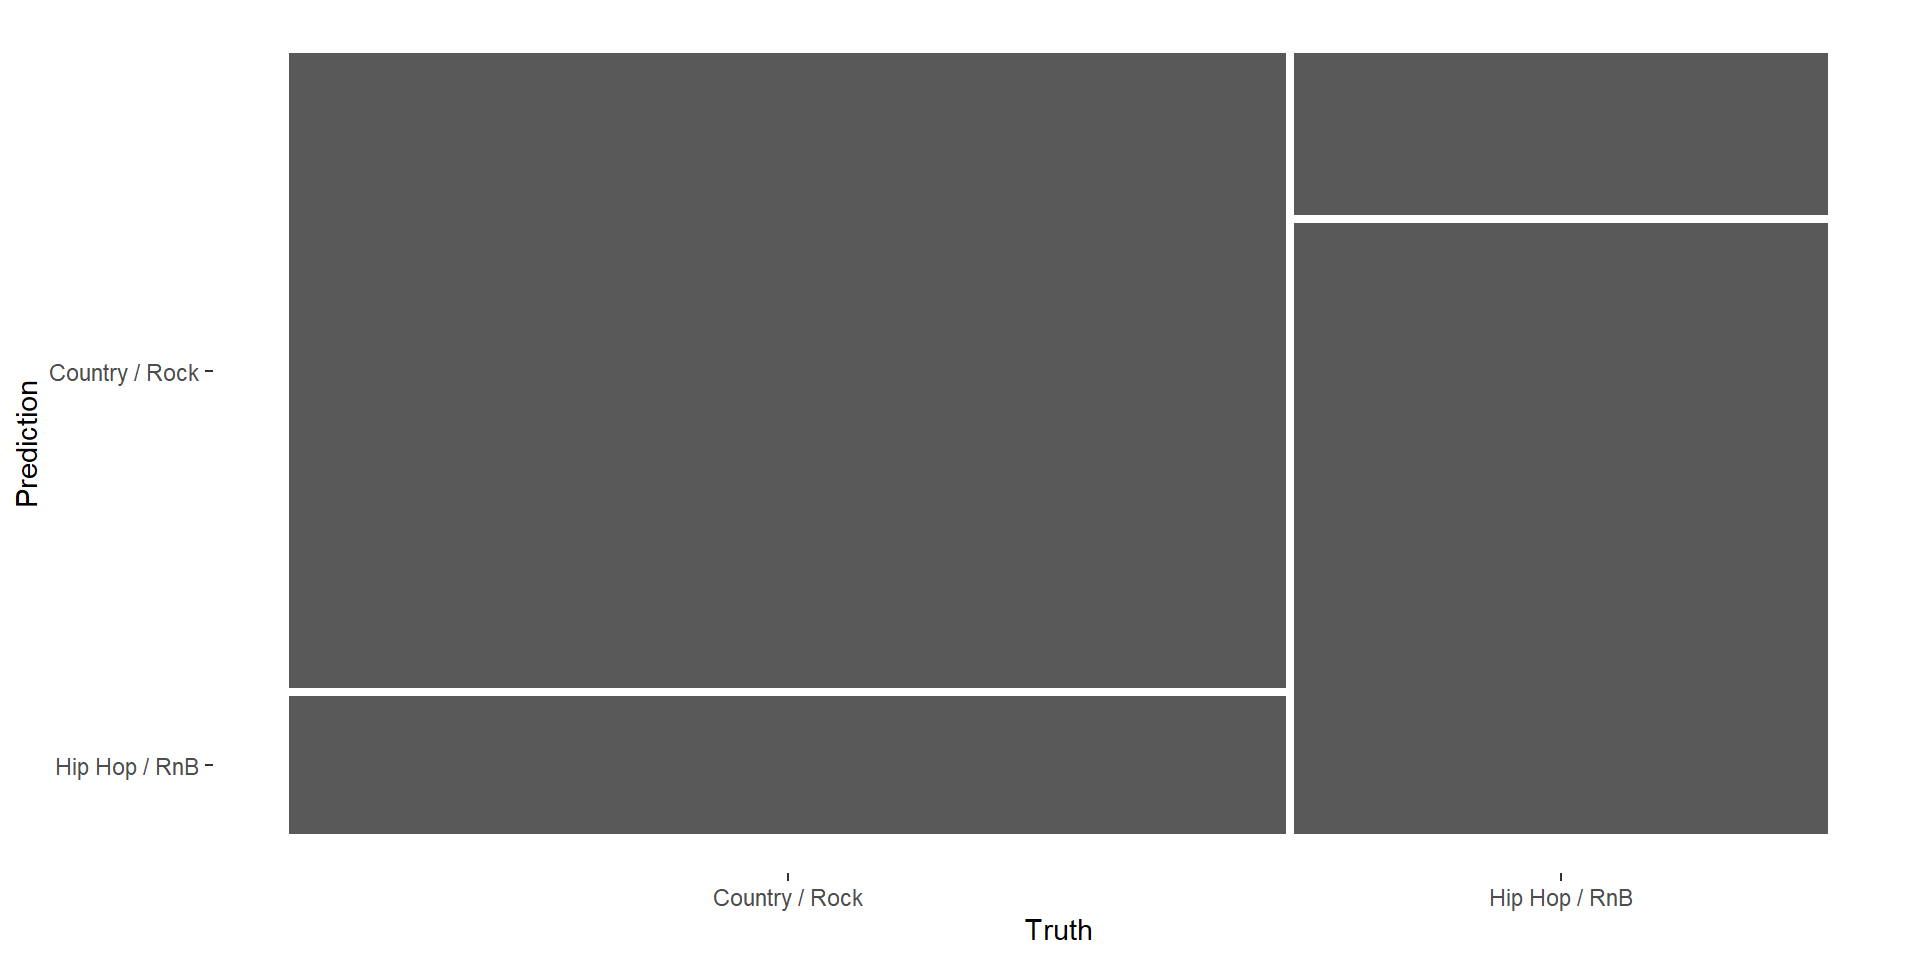 Prediction
Country / Rock
Hip Hop / RnB
Country / Rock
Hip Hop / RnB
Truth